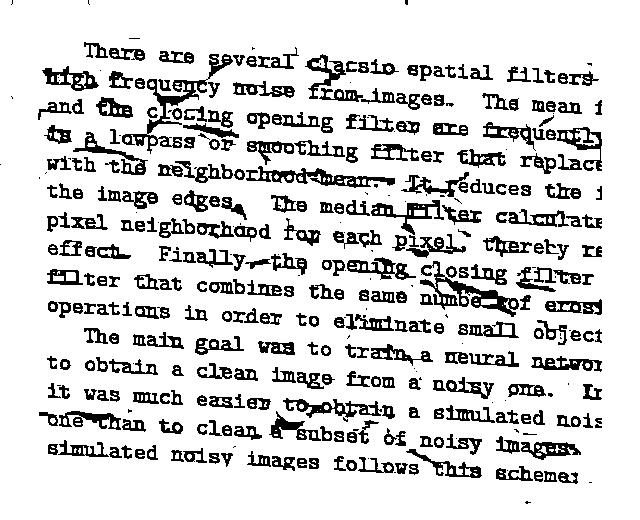 There are several classic spatial filters
high frequency noise from images. The mean f
and the closing opening filter are frequently
is a lowpass or smoothing filter that replace
with the neighborhood mean. It reduces the i
the image edges. The median filter calculate
pixel neighborhood for each pixel, thereby re
effect. Finally, the opening closing filter
filter that combines the same number of erosi
operations in order to eliminate small object
The main goal was to train a neural networ
to obtain a clean image from a noisy one. In
it was much easier to obtain a simulated nois
one than to clean a subset of noisy images.
simulated noisy images follows this scheme: